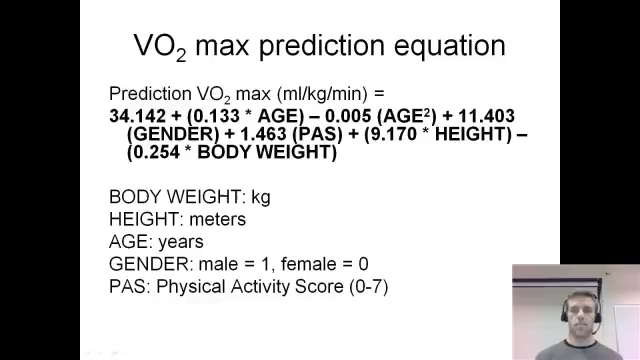 VO2 max prediction equation
Prediction VO2 max (ml/kg/min) =
34.142 + (0.133 * AGE) – 0.005 (AGE²) + 11.403
(GENDER) + 1.463 (PAS) + (9.170 * HEIGHT) –
(0.254 * BODY WEIGHT)
BODY WEIGHT: kg
HEIGHT: meters
AGE: years
GENDER: male = 1, female = 0
PAS: Physical Activity Score (0-7)